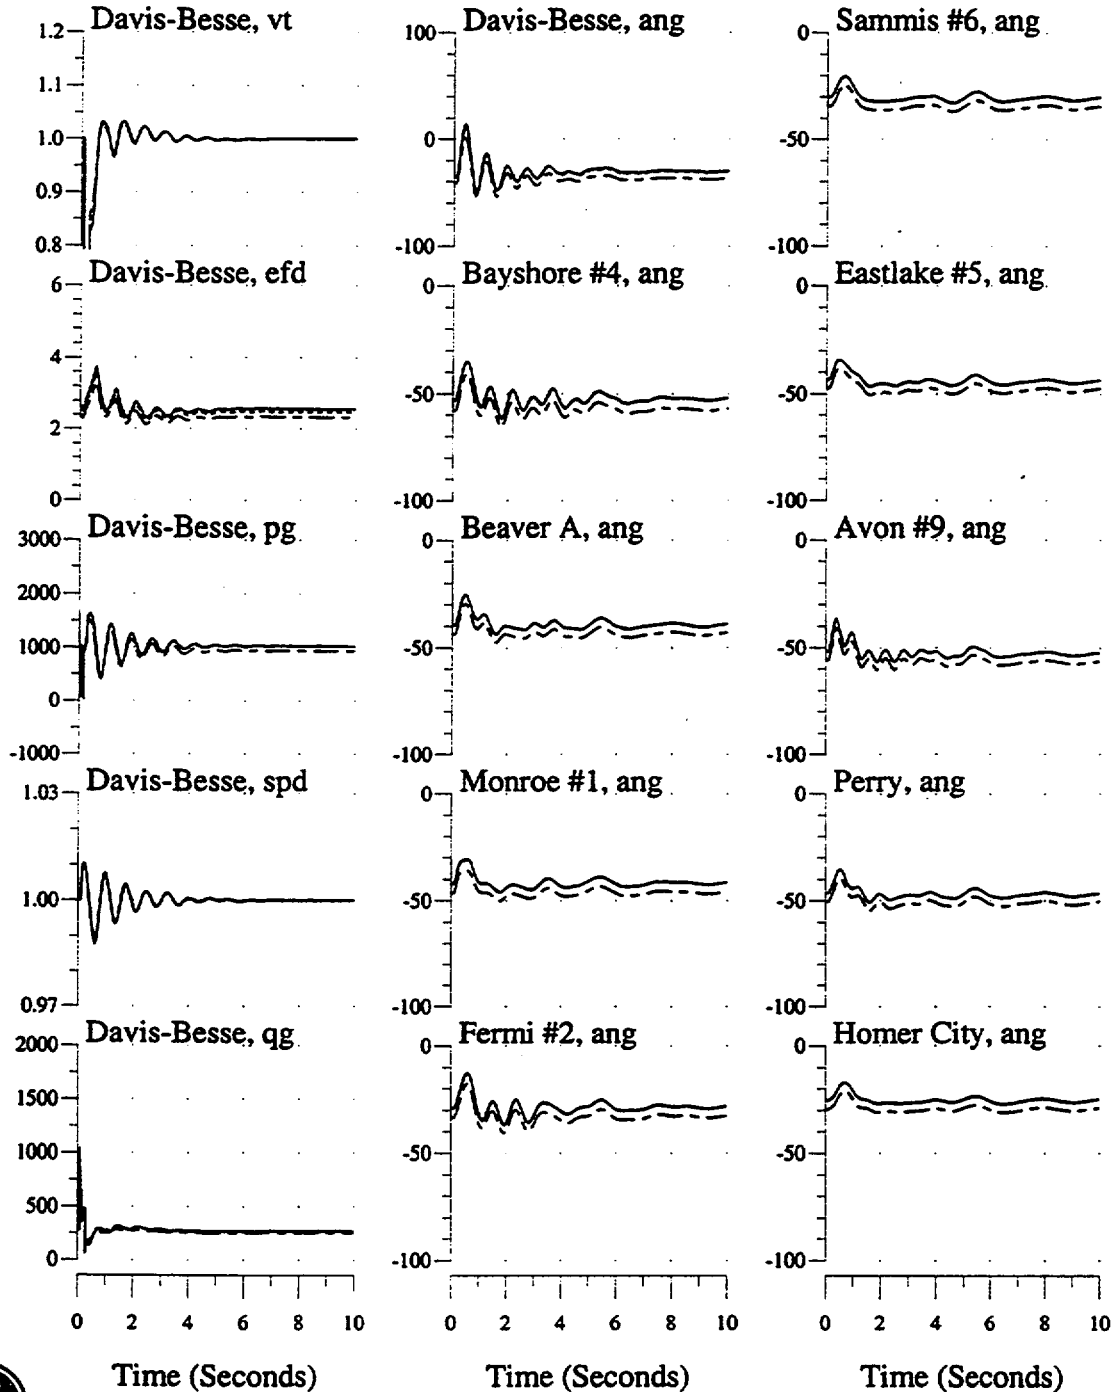 Davis-Besse, vt
1.2
1.1
1.0
0.9
0.8
Davis-Besse, efd
6
4
2
0
Davis-Besse, pg
3000
2000
1000
0
-1000
Davis-Besse, spd
1.03
1.00
0.97
Davis-Besse, qg
2000
1500
1000
500
0
0 2 4 6 8 10
Time (Seconds)
Davis-Besse, ang
100
0
-100
Bayshore #4, ang
0
-50
-100
Beaver A, ang
0
-50
-100
Monroe #1, ang
0
-50
-100
Fermi #2, ang
0
-50
-100
0 2 4 6 8 10
Time (Seconds)
Sammis #6, ang
0
-50
-100
Eastlake #5, ang
0
-50
-100
Avon #9, ang
0
-50
-100
Perry, ang
0
-50
-100
Homer City, ang
0
-50
-100
0 2 4 6 8 10
Time (Seconds)